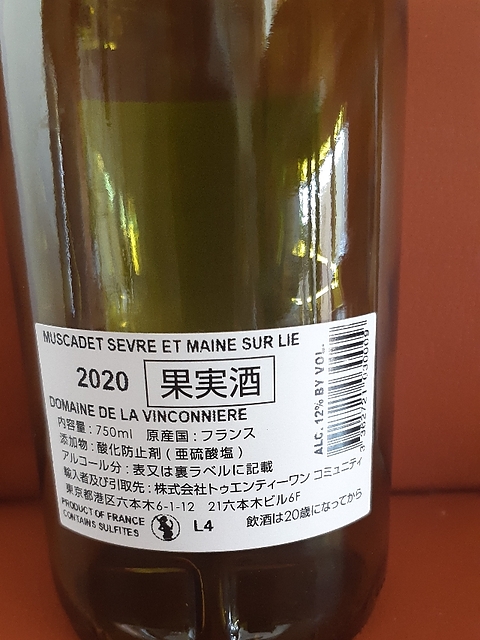 MUSCADET SEVRE ET MAINE SUR LIE
2020 果実酒
DOMAINE DE LA VINCONNIERE
内容量：750ml 原産国：フランス
添加物：酸化防止剤(亜硫酸塩)
アルコール分：表又は裏ラベルに記載
輸入者及び引取先：株式会社トゥエンティーワン コミュニティ
東京都港区六本木6-1-12 21六本木ビル6F
PRODUCT OF FRANCE
CONTAINS SULFITES
L4
飲酒は20歳になってから
ALC. 12% BY VOL.